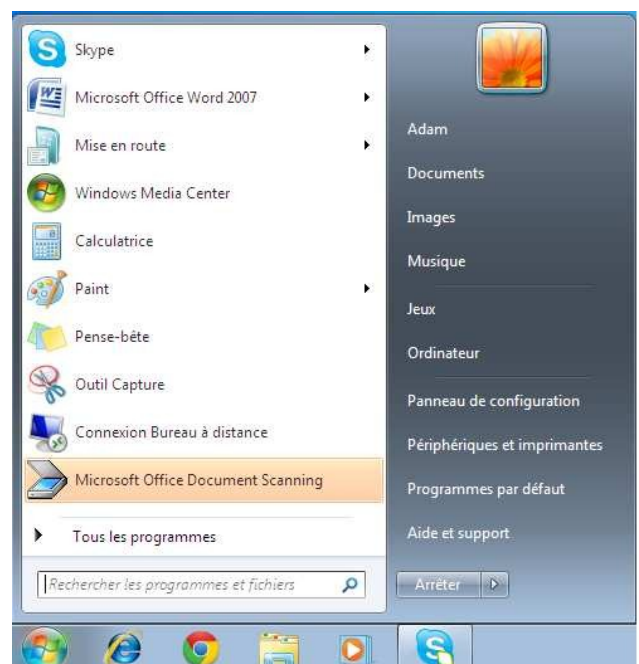 Skype
Microsoft Office Word 2007
Mise en route
Windows Media Center
Calculatrice
Paint
Pense-bête
Outil Capture
Connexion Bureau à distance
Microsoft Office Document Scanning
Tous les programmes
Rechercher les programmes et fichiers
Adam
Documents
Images
Musique
Jeux
Ordinateur
Panneau de configuration
Périphériques et imprimantes
Programmes par défaut
Aide et support
Arrêter